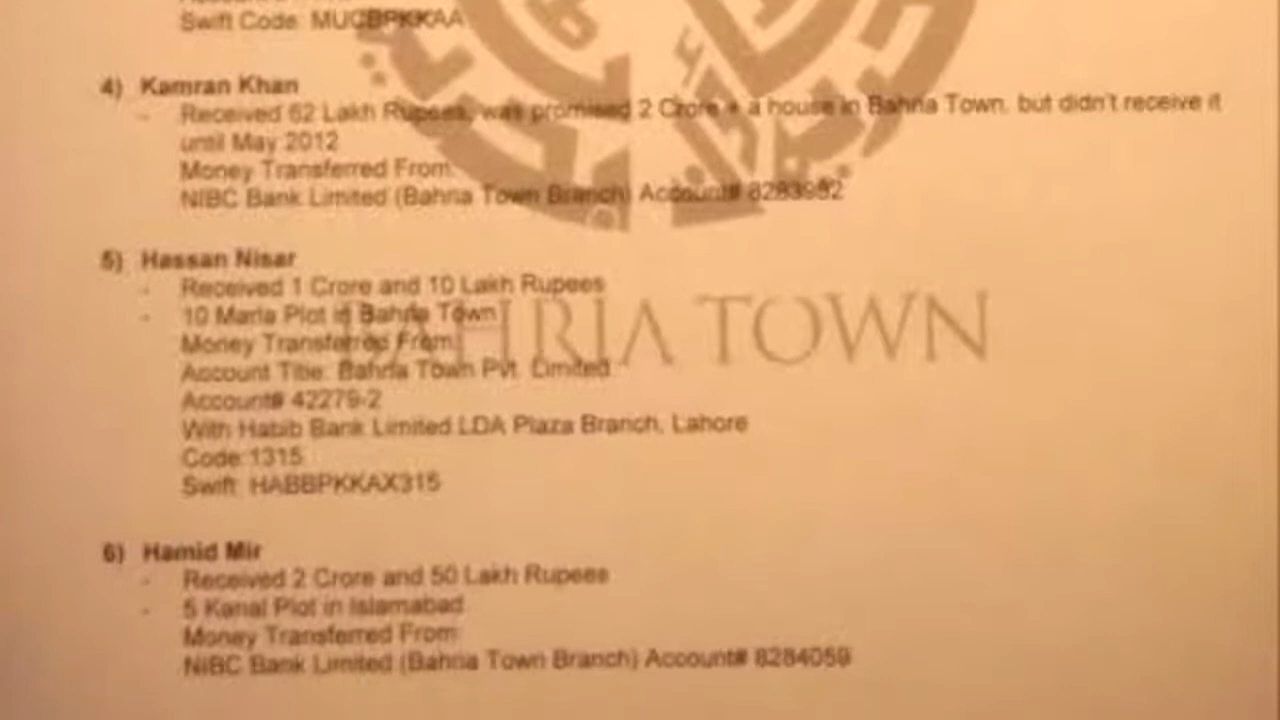 Swift Code: MUCBPKKAA
4) Kamran Khan
- Received 62 Lakh Rupees, was promised 2 Crore + a house in Bahria Town, but didn't receive it
until May 2012
Money Transferred From:
NIBC Bank Limited (Bahria Town Branch) Account# 8283982
5) Hassan Nisar
- Received 1 Crore and 10 Lakh Rupees
- 10 Marla Plot in Bahria Town
Money Transferred From:
Account Title: Bahria Town Pvt. Limited
Account# 42279-2
With Habib Bank Limited LDA Plaza Branch, Lahore
Code:1315
Swift: HABBPKKAX315
BAHRIA TOWN
6) Hamid Mir
- Received 2 Crore and 50 Lakh Rupees
- 5 Kanal Plot in Islamabad
Money Transferred From:
NIBC Bank Limited (Bahria Town Branch) Account# 8284059